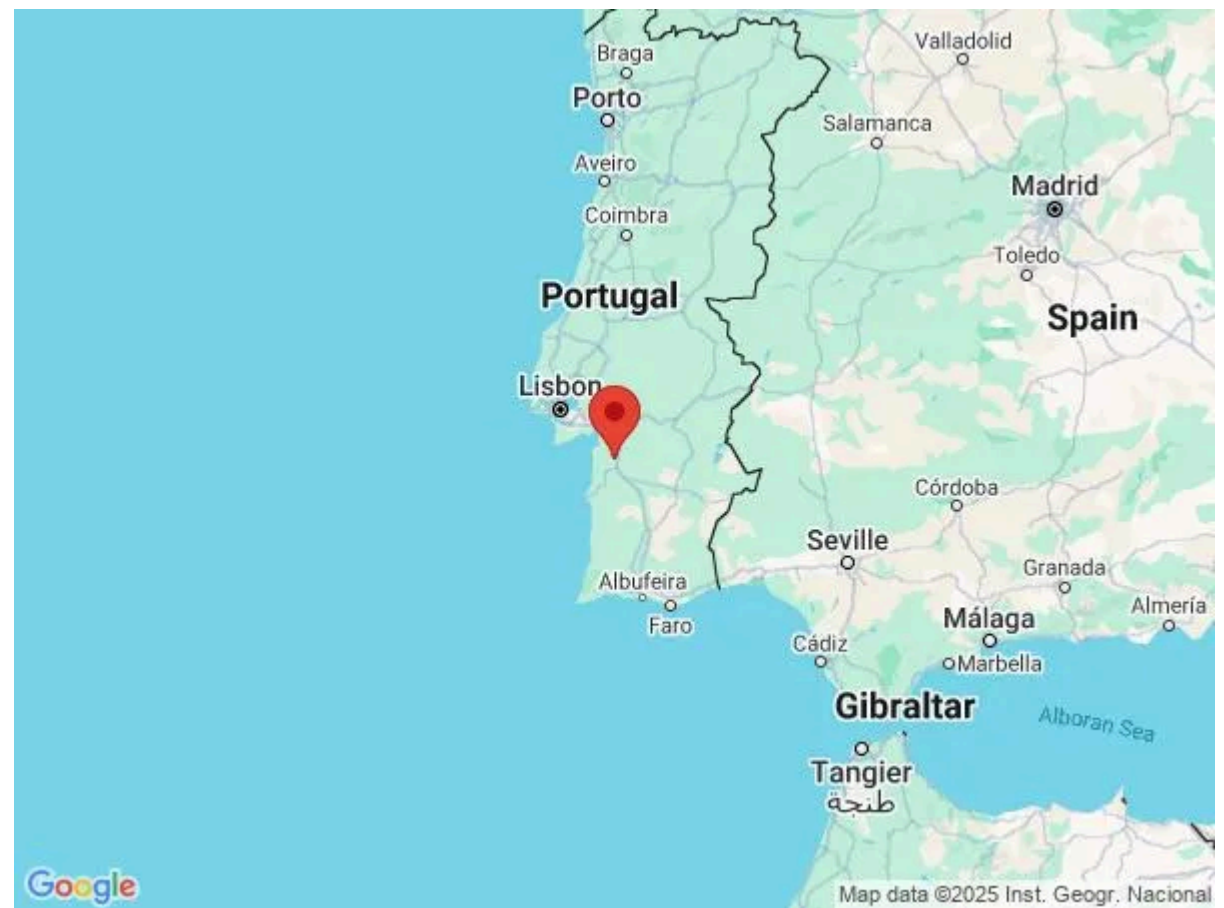 Valladolid
Braga
Porto
Salamanca
Aveiro
Madrid
Coimbra
Toledo
Portugal
Spain
Lisbon
Córdoba
Seville
Granada
Albufeira
Almería
Málaga
Faro
Cádiz
Marbella
Gibraltar
Alboran Sea
Tangier
طنجة
Google
Map data ©2025 Inst. Geogr. Nacional